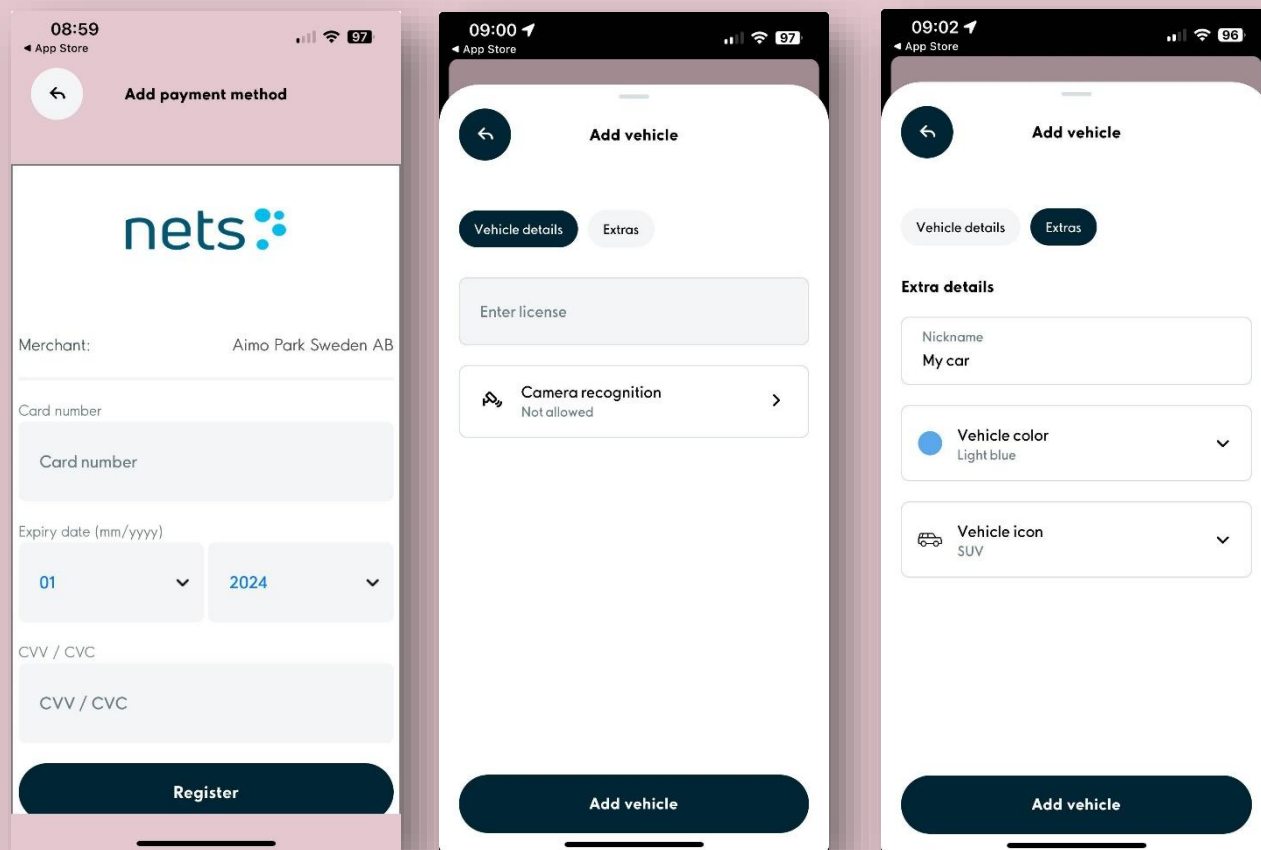 08:59
97
◀ App Store
Add payment method
nets
Merchant: Aimo Park Sweden AB
Card number
Card number
Expiry date (mm/yyyy)
01 2024
CVV / CVC
CVV / CVC
Register
09:00
97
◀ App Store
Add vehicle
Vehicle details Extras
Enter license
Camera recognition
Not allowed
Add vehicle
09:02
96
◀ App Store
Add vehicle
Vehicle details Extras
Extra details
Nickname
My car
Vehicle color
Light blue
Vehicle icon
SUV
Add vehicle